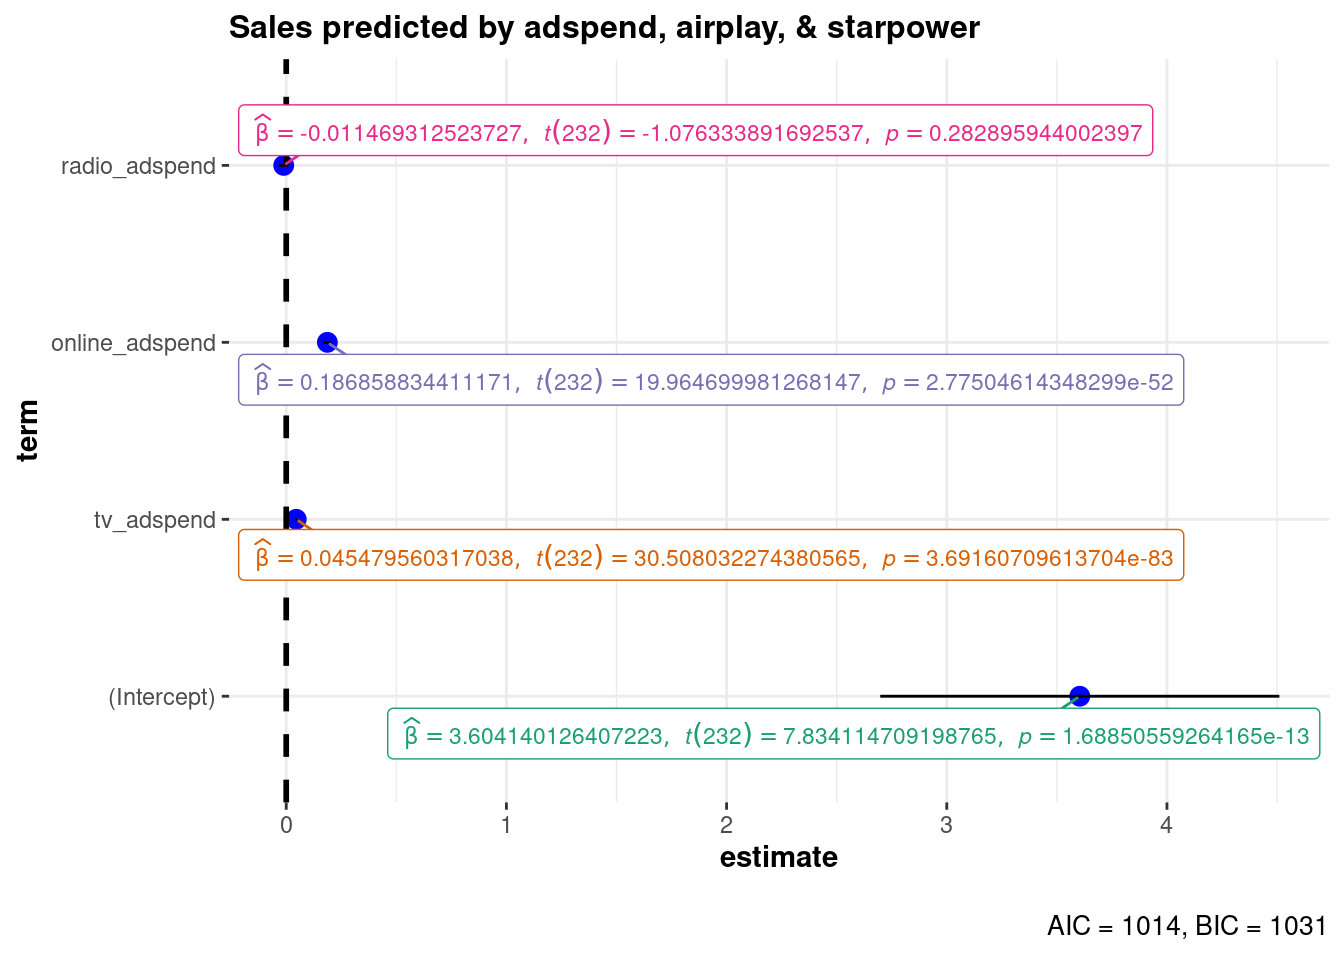 Sales predicted by adspend, airplay, & starpower
β̂ = -0.011469312523727, t(232) = -1.076333891692537, p = 0.282895944002397
radio_adspend
online_adspend
β̂ = 0.186858834411171, t(232) = 19.964699981268147, p = 2.77504614348299e-52
term
tv_adspend
β̂ = 0.045479560317038, t(232) = 30.508032274380565, p = 3.69160709613704e-83
(Intercept)
β̂ = 3.604140126407223, t(232) = 7.834114709198765, p = 1.68850559264165e-13
0 1 2 3 4
estimate
AIC = 1014, BIC = 1031